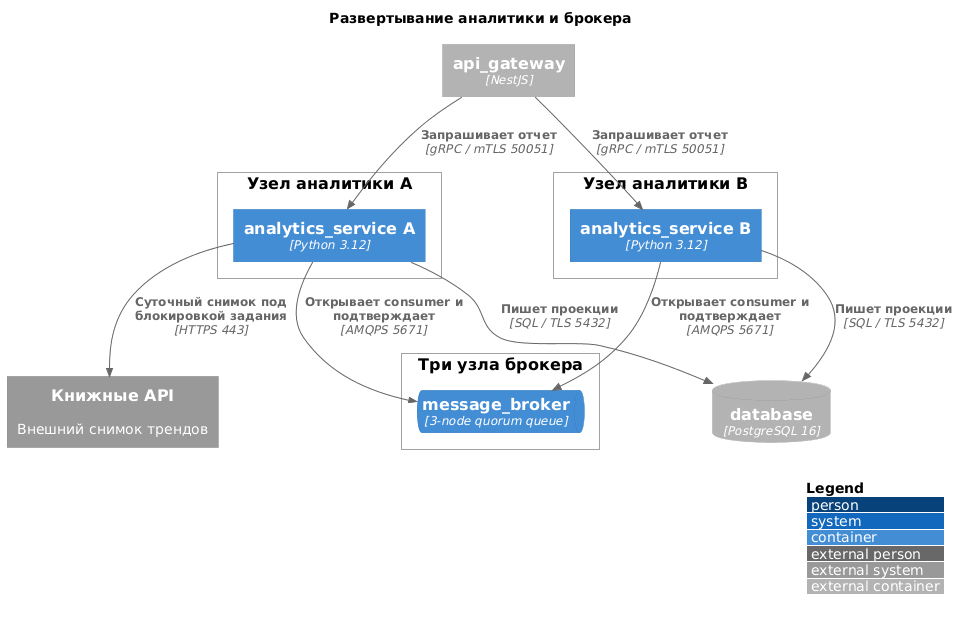 Развертывание аналитики и брокера
api_gateway
[NestJS]
Запрашивает отчет
[gRPC / mTLS 50051]
Запрашивает отчет
[gRPC / mTLS 50051]
Узел аналитики A
analytics_service A
[Python 3.12]
Узел аналитики B
analytics_service B
[Python 3.12]
Суточный снимок под
блокировкой задания
[HTTPS 443]
Открывает consumer и
подтверждает
[AMQPS 5671]
Пишет проекции
[SQL / TLS 5432]
Открывает consumer и
подтверждает
[AMQPS 5671]
Пишет проекции
[SQL / TLS 5432]
Книжные API
Внешний снимок трендов
Три узла брокера
message_broker
[3-node quorum queue]
database
[PostgreSQL 16]
Legend
person
system
container
external person
external system
external container